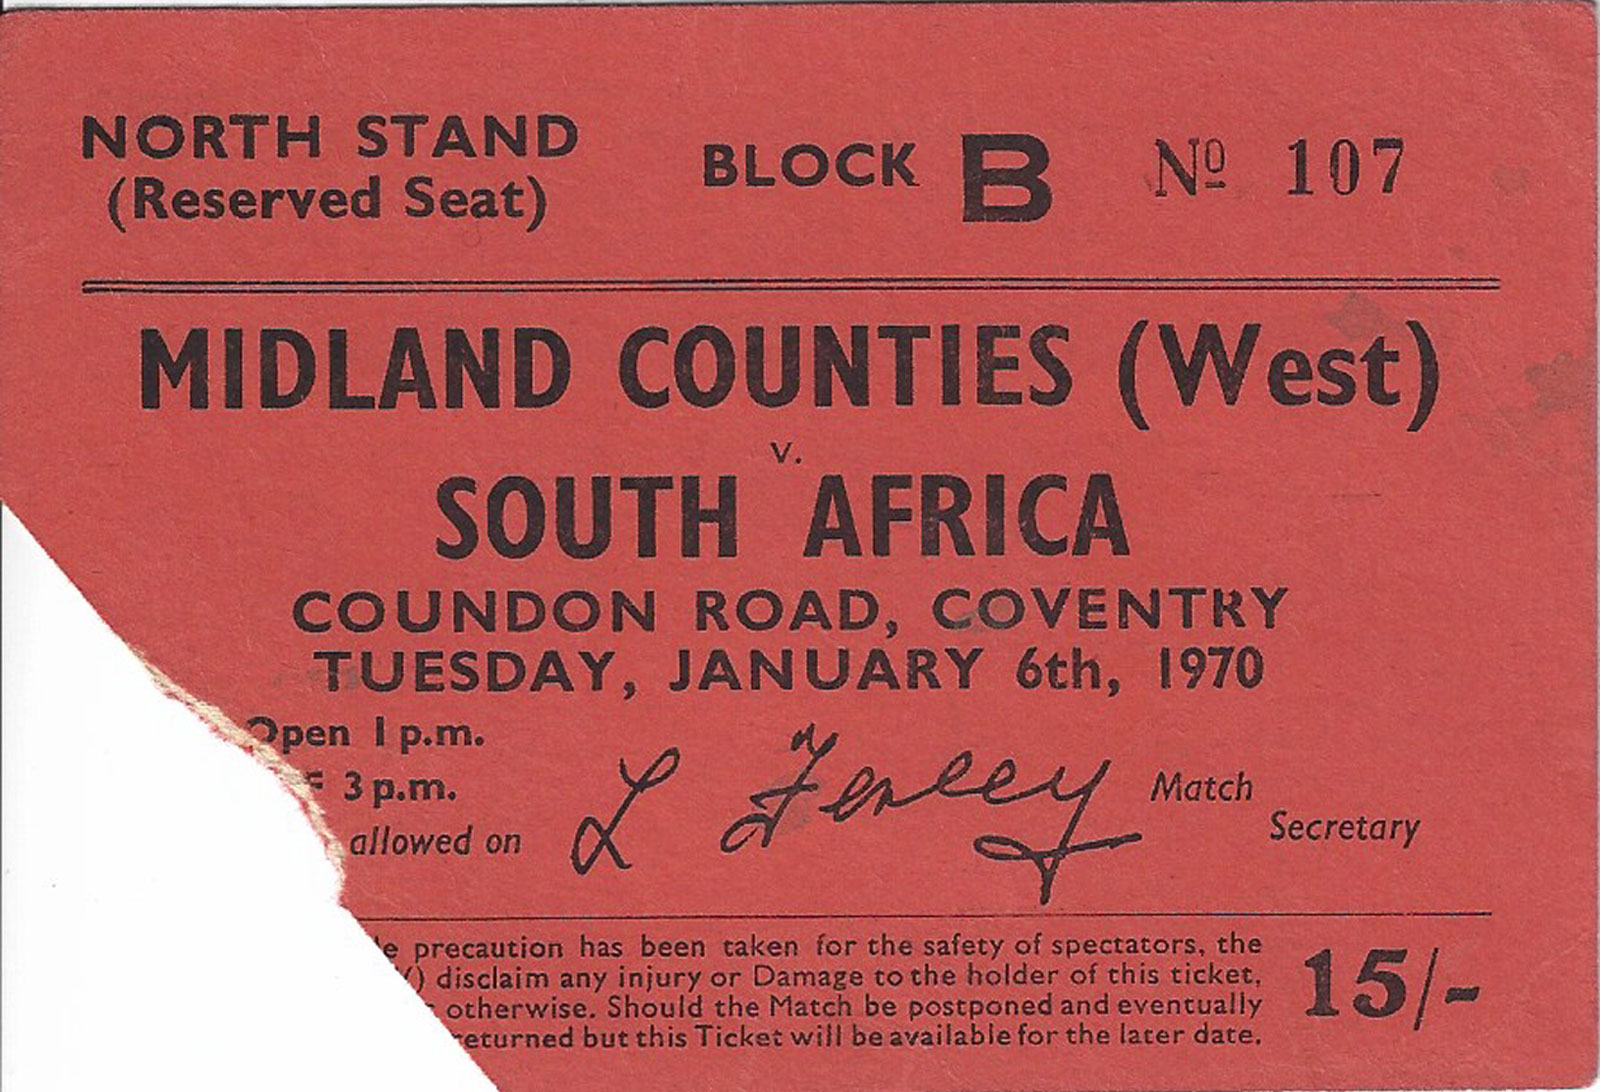 NORTH STAND
(Reserved Seat)
BLOCK B Nº 107
MIDLAND COUNTIES (West)
v.
SOUTH AFRICA
COUNDON ROAD, COVENTRY
TUESDAY, JANUARY 6th, 1970
Open 1 p.m.
3 p.m.
allowed on
L Fenley Match
Secretary
precaution has been taken for the safety of spectators, the
) disclaim any injury or Damage to the holder of this ticket,
otherwise. Should the Match be postponed and eventually
returned but this Ticket will be available for the later date.
15/-